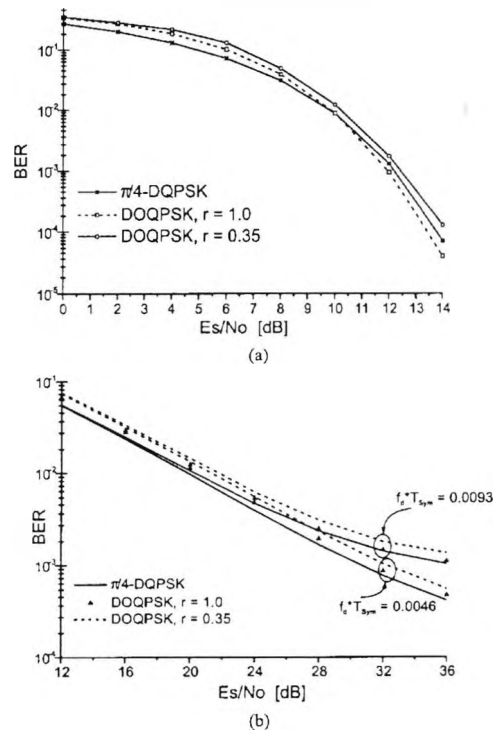 10⁻¹
10⁻²
10⁻³
10⁻⁴
10⁻⁵
BER
π/4-DQPSK
DOQPSK, r = 1.0
DOQPSK, r = 0.35
0 1 2 3 4 5 6 7 8 9 10 11 12 13 14
Es/No [dB]
(a)
10⁻¹
10⁻²
10⁻³
10⁻⁴
BER
f_d*T_Sym = 0.0093
π/4-DQPSK
DOQPSK, r = 1.0
DOQPSK, r = 0.35
f_d*T_Sym = 0.0046
12 16 20 24 28 32 36
Es/No [dB]
(b)